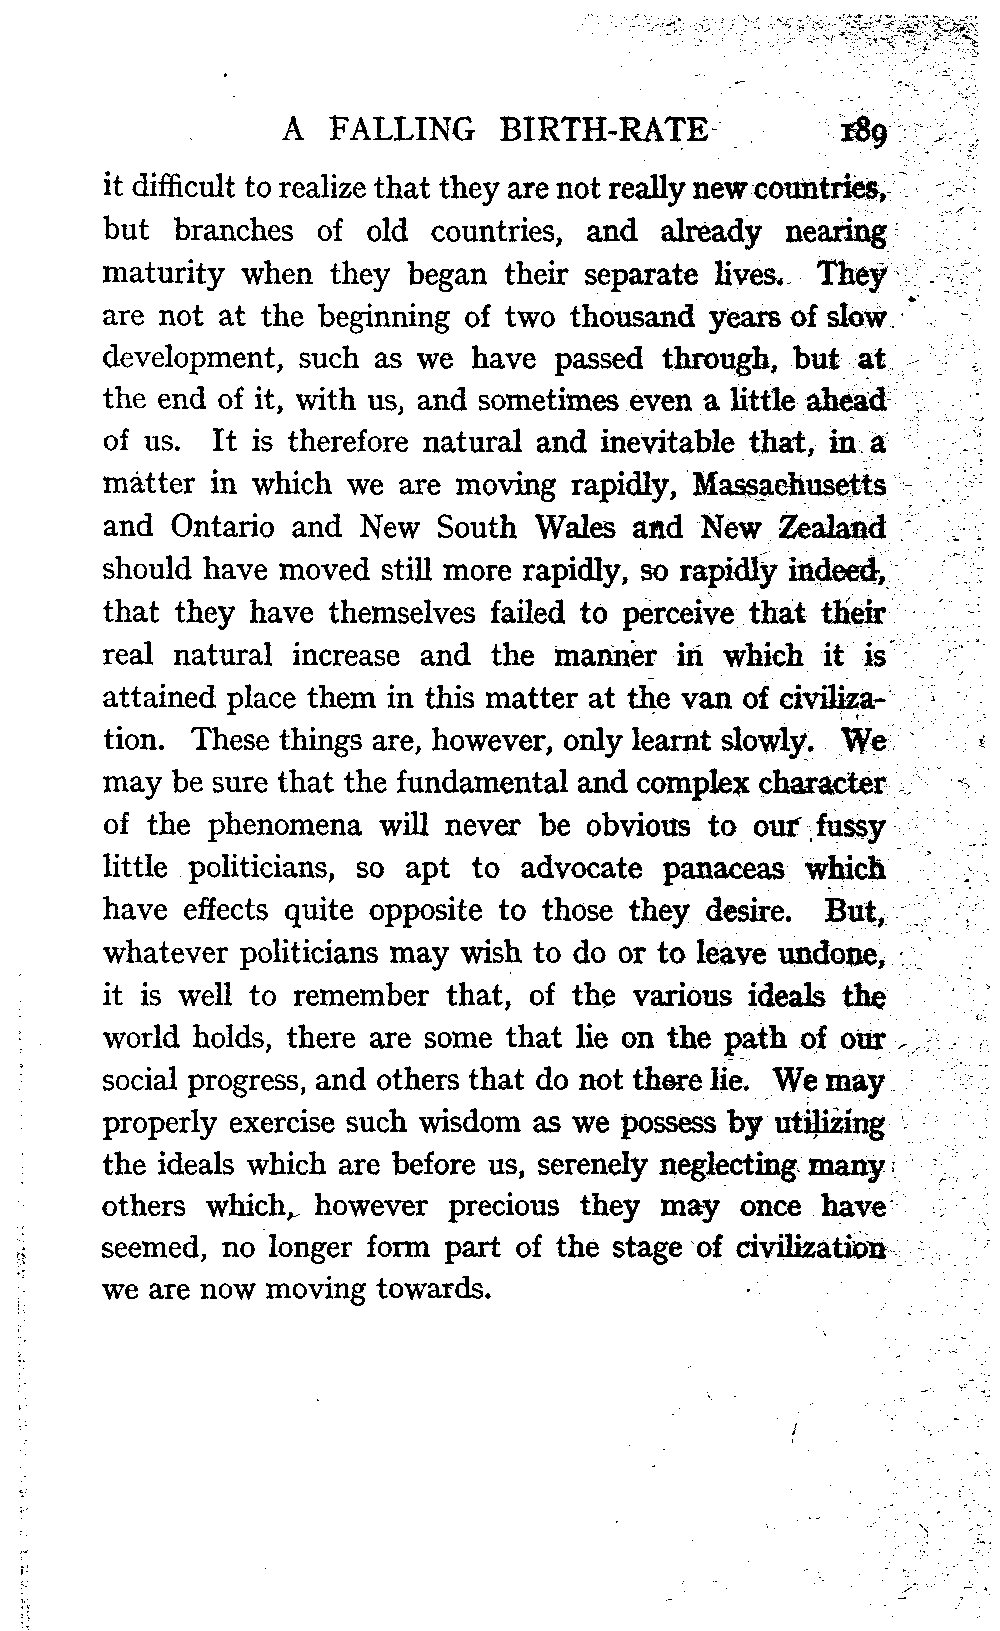 A FALLING BIRTH-RATE 189
it difficult to realize that they are not really new countries,
but branches of old countries, and already nearing
maturity when they began their separate lives. They
are not at the beginning of two thousand years of slow
development, such as we have passed through, but at
the end of it, with us, and sometimes even a little ahead
of us. It is therefore natural and inevitable that, in a
matter in which we are moving rapidly, Massachusetts
and Ontario and New South Wales and New Zealand
should have moved still more rapidly, so rapidly indeed,
that they have themselves failed to perceive that their
real natural increase and the manner in which it is
attained place them in this matter at the van of civiliza-
tion. These things are, however, only learnt slowly. We
may be sure that the fundamental and complex character
of the phenomena will never be obvious to our fussy
little politicians, so apt to advocate panaceas which
have effects quite opposite to those they desire. But,
whatever politicians may wish to do or to leave undone,
it is well to remember that, of the various ideals the
world holds, there are some that lie on the path of our
social progress, and others that do not there lie. We may
properly exercise such wisdom as we possess by utilizing
the ideals which are before us, serenely neglecting many
others which, however precious they may once have
seemed, no longer form part of the stage of civilization
we are now moving towards.